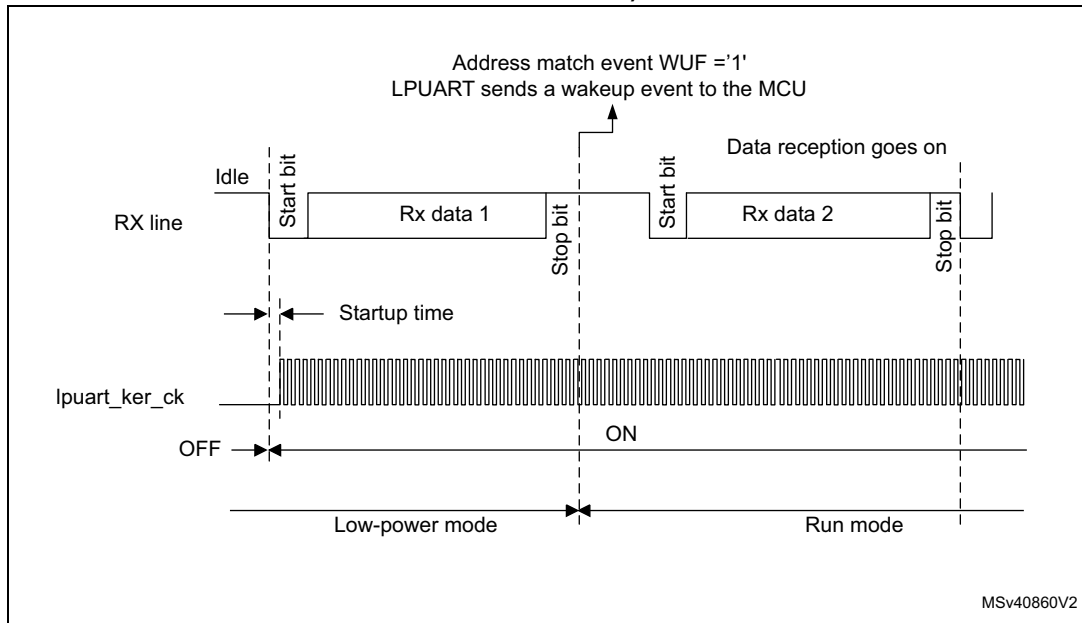 Address match event WUF ='1'
LPUART sends a wakeup event to the MCU
Data reception goes on
Idle
RX line
Start bit
Rx data 1
Stop bit
Start bit
Rx data 2
Stop bit
Startup time
lpuart_ker_ck
OFF
ON
Low-power mode
Run mode
MSv40860V2